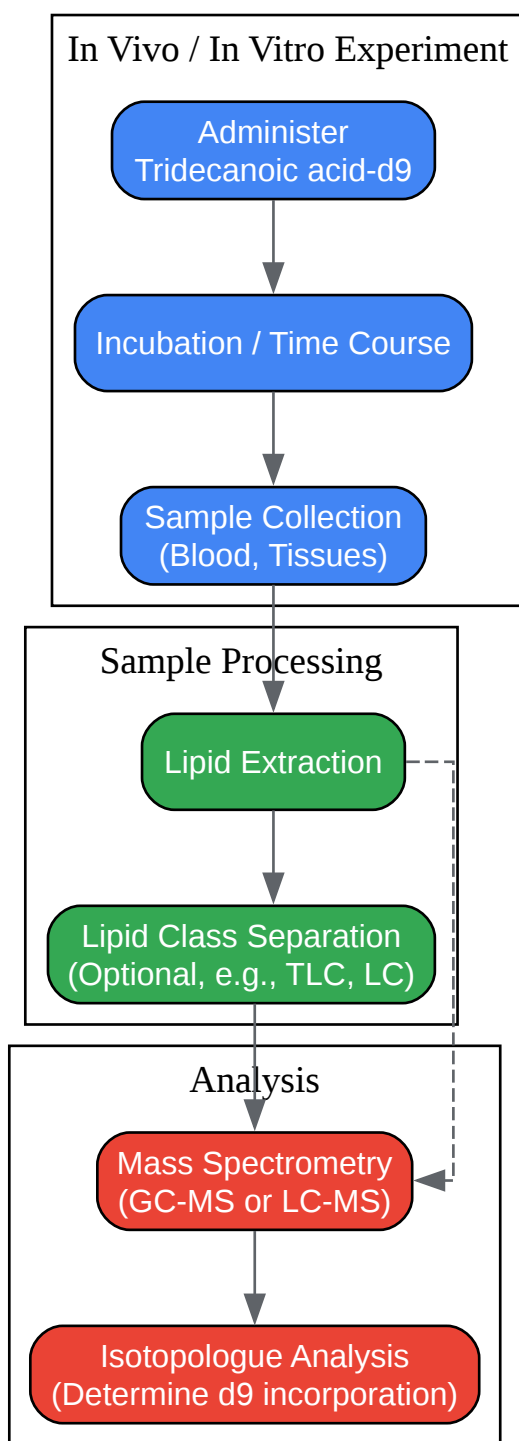 In Vivo / In Vitro Experiment
Administer
Tridecanoic acid-d9
Incubation / Time Course
Sample Collection
(Blood, Tissues)
Sample Processing
Lipid Extraction
Lipid Class Separation
(Optional, e.g., TLC, LC)
Analysis
Mass Spectrometry
(GC-MS or LC-MS)
Isotopologue Analysis
(Determine d9 incorporation)